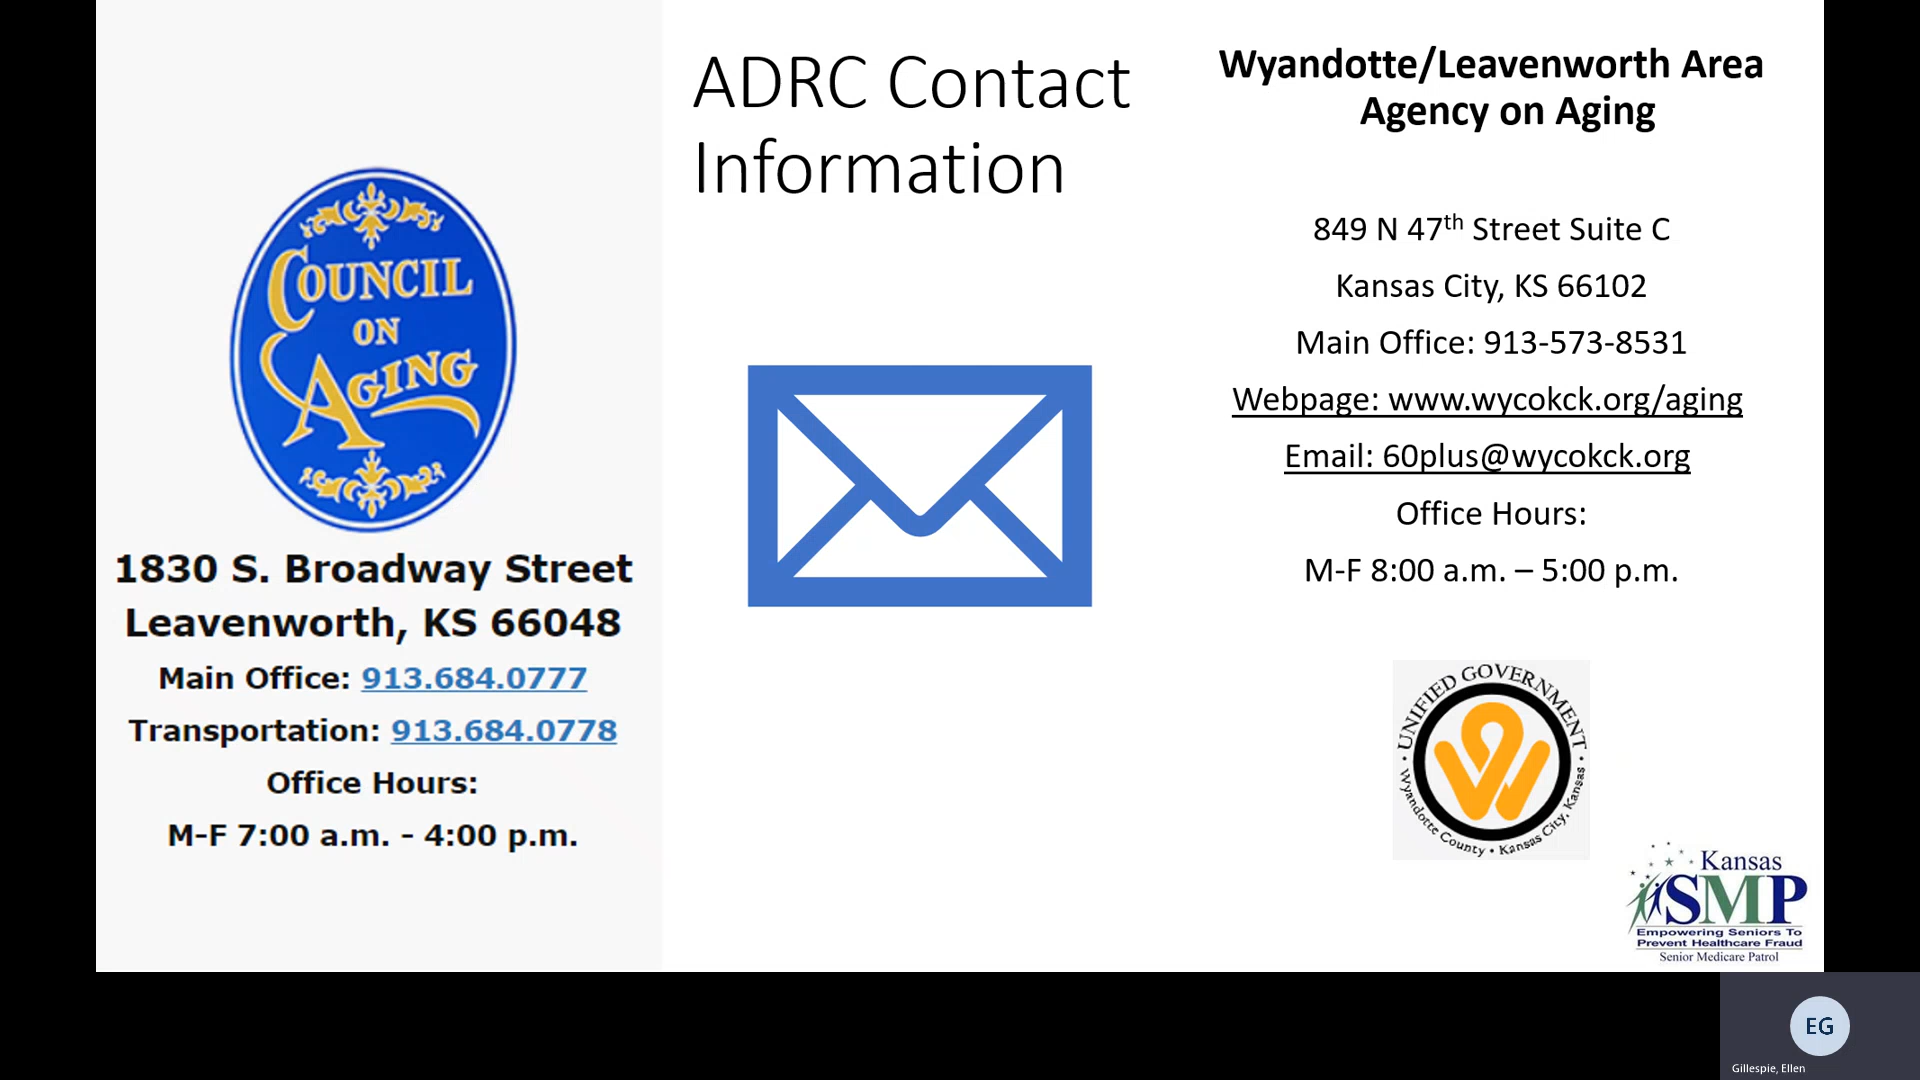 COUNCIL
ON
AGING
1830 S. Broadway Street
Leavenworth, KS 66048
Main Office: 913.684.0777
Transportation: 913.684.0778
Office Hours:
M-F 7:00 a.m. - 4:00 p.m.
ADRC Contact
Information
Wyandotte/Leavenworth Area
Agency on Aging
849 N 47th Street Suite C
Kansas City, KS 66102
Main Office: 913-573-8531
Webpage: www.wycokck.org/aging
Email: 60plus@wycokck.org
Office Hours:
M-F 8:00 a.m. – 5:00 p.m.
• UNIFIED GOVERNMENT •
Wyandotte County • Kansas City, Kansas
Kansas
SMP
Empowering Seniors To
Prevent Healthcare Fraud
Senior Medicare Patrol
EG
Gillespie, Ellen